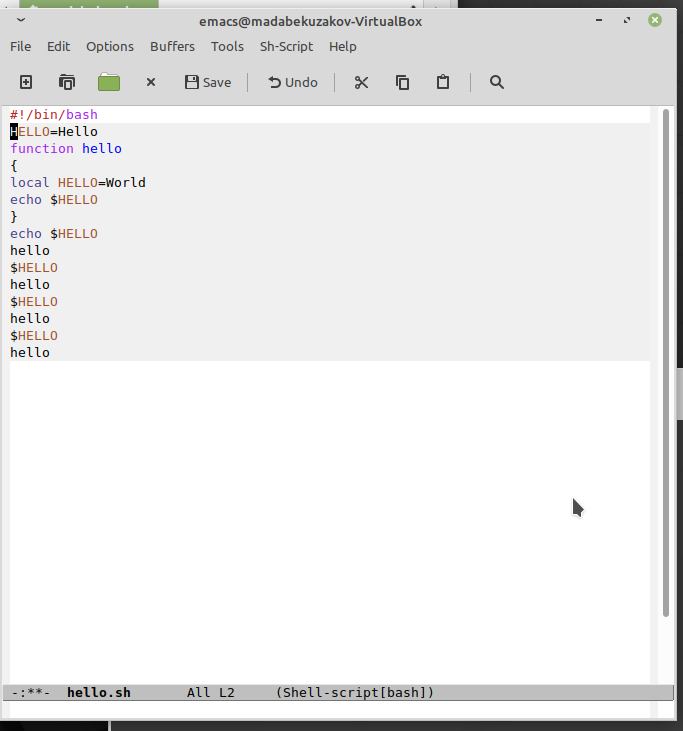 emacs@madabekuzakov-VirtualBox
File Edit Options Buffers Tools Sh-Script Help
Save Undo
#!/bin/bash
HELLO=Hello
function hello
{
local HELLO=World
echo $HELLO
}
echo $HELLO
hello
$HELLO
hello
$HELLO
hello
$HELLO
hello
-:**- hello.sh All L2 (Shell-script[bash])